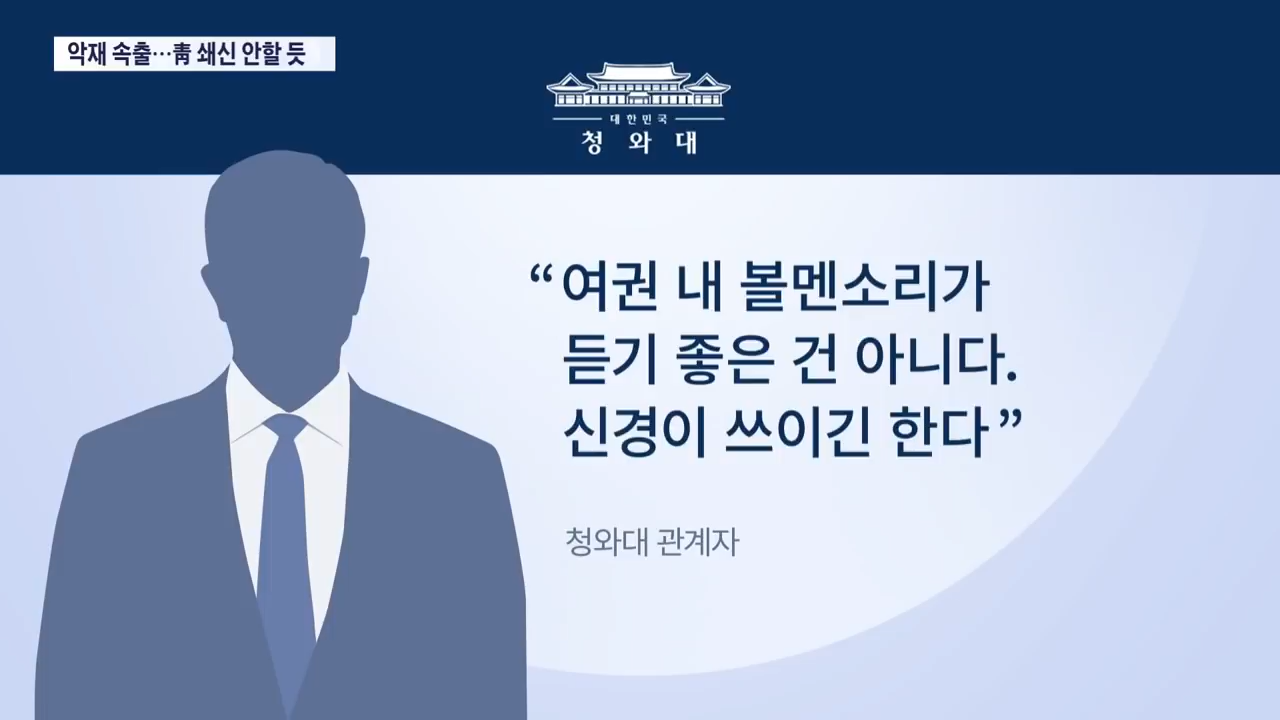 악재 속출…靑 쇄신 안할 듯
대한민국
청와대
“여권 내 볼멘소리가
듣기 좋은 건 아니다.
신경이 쓰이긴 한다”
청와대 관계자